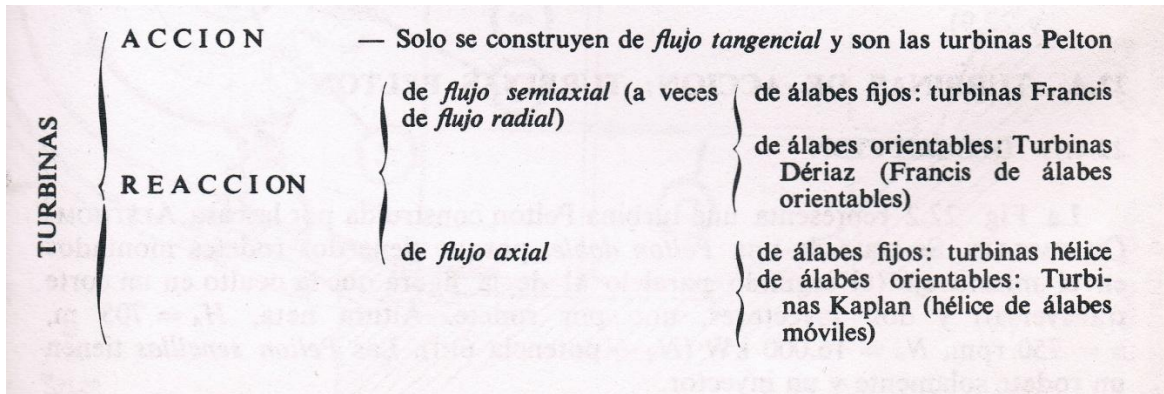 TURBINAS
ACCION — Solo se construyen de flujo tangencial y son las turbinas Pelton
REACCION
de flujo semiaxial (a veces
de flujo radial)
de álabes fijos: turbinas Francis
de álabes orientables: Turbinas
Dériaz (Francis de álabes
orientables)
de flujo axial
de álabes fijos: turbinas hélice
de álabes orientables: Turbi-
nas Kaplan (hélice de álabes
móviles)